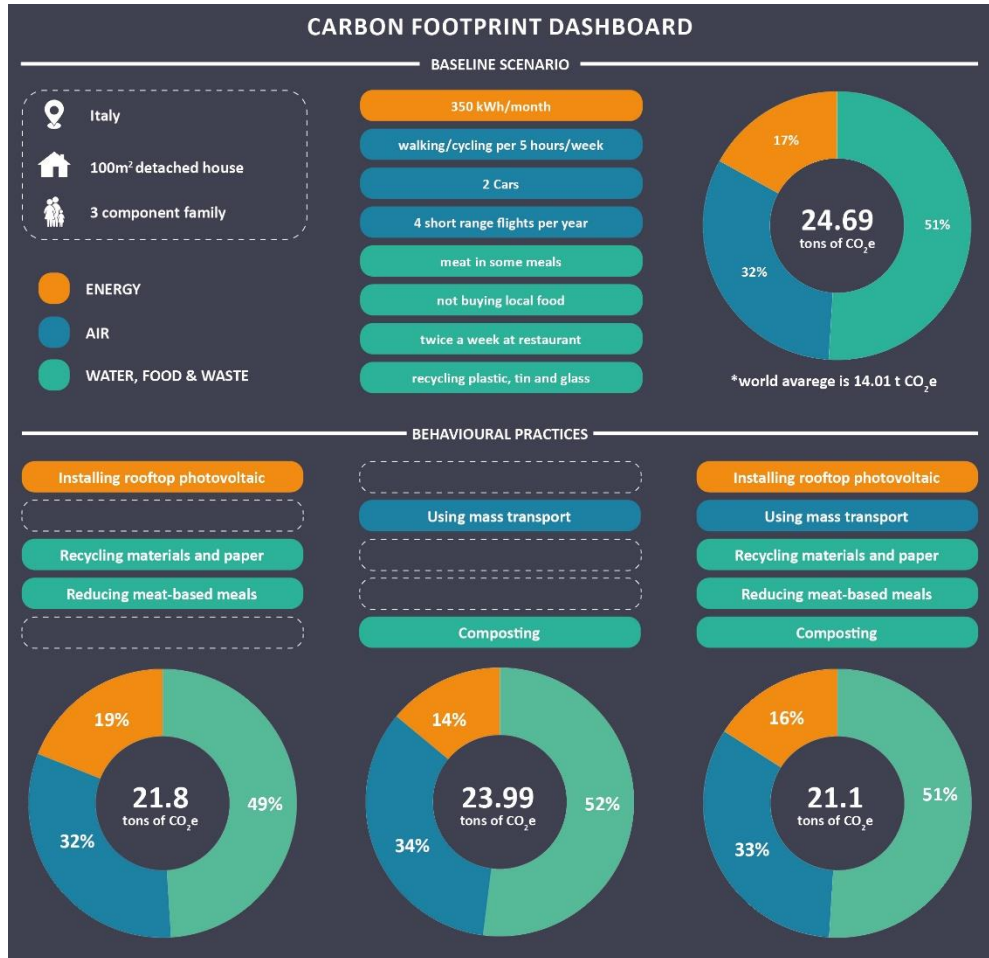 CARBON FOOTPRINT DASHBOARD
BASELINE SCENARIO
Italy
100m² detached house
3 component family
ENERGY
AIR
WATER, FOOD & WASTE
350 kWh/month
walking/cycling per 5 hours/week
2 Cars
4 short range flights per year
meat in some meals
not buying local food
twice a week at restaurant
recycling plastic, tin and glass
17%
51%
32%
24.69
tons of CO₂e
*world avarege is 14.01 t CO₂e
BEHAVIOURAL PRACTICES
Installing rooftop photovoltaic
Recycling materials and paper
Reducing meat-based meals
19%
49%
32%
21.8
tons of CO₂e
Using mass transport
Composting
14%
52%
34%
23.99
tons of CO₂e
Installing rooftop photovoltaic
Using mass transport
Recycling materials and paper
Reducing meat-based meals
Composting
16%
51%
33%
21.1
tons of CO₂e